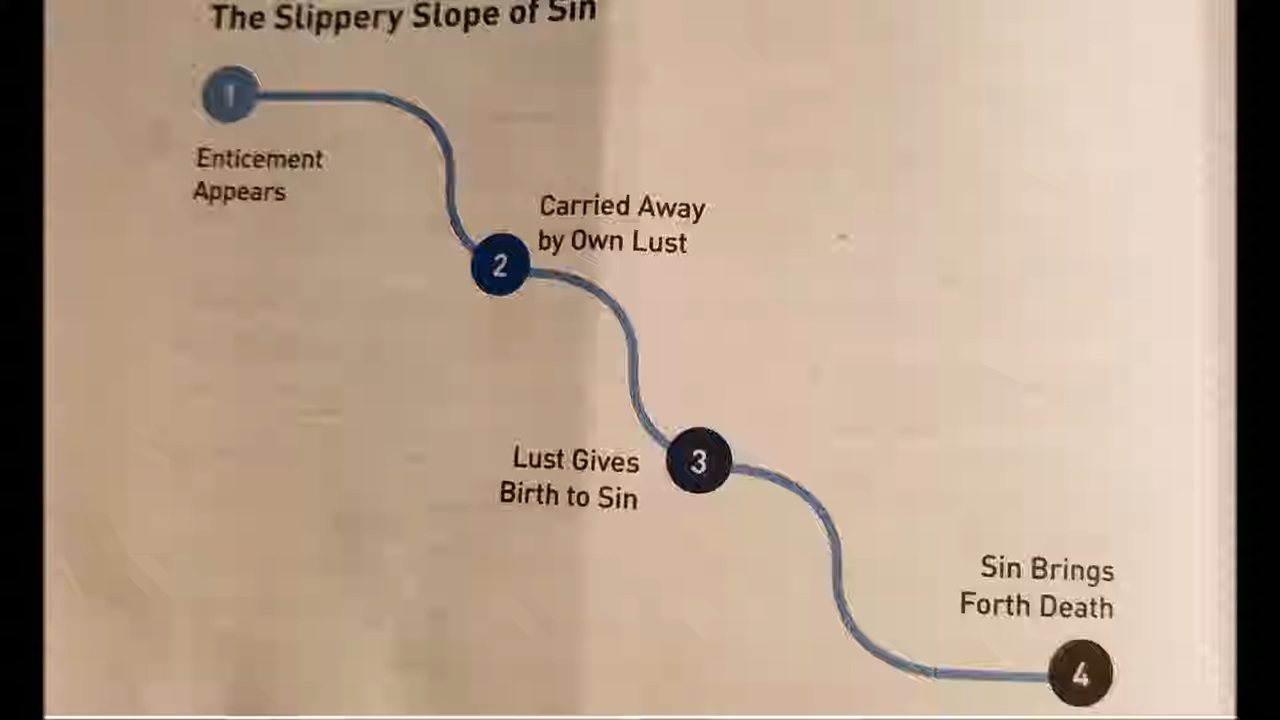 The Slippery Slope of Sin
1
Enticement
Appears
Carried Away
by Own Lust
2
Lust Gives
Birth to Sin
3
Sin Brings
Forth Death
4